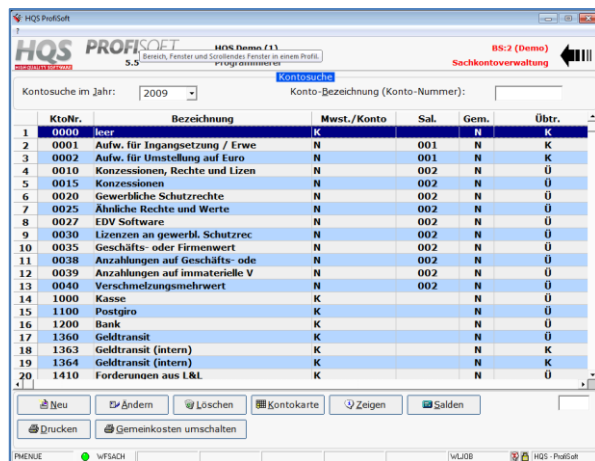 HQS ProfiSoft
?
HQS PROFISOFT HQS Demo (1) BS:2 (Demo)
Bereich, Fenster und Scrollendes Fenster in einem Profil.
5.5 Programmierer Sachkontoverwaltung
Kontosuche
Kontosuche im Jahr: 2009 Konto-Bezeichnung (Konto-Nummer):
KtoNr. Bezeichnung Mwst./Konto Sal. Gem. Übtr.
1 0000 leer K N K
2 0001 Aufw. für Ingangsetzung / Erwe N 001 N K
3 0002 Aufw. für Umstellung auf Euro N 001 N K
4 0010 Konzessionen, Rechte und Lizen N 002 N Ü
5 0015 Konzessionen N 002 N Ü
6 0020 Gewerbliche Schutzrechte N 002 N Ü
7 0025 Ähnliche Rechte und Werte N 002 N Ü
8 0027 EDV Software N 002 N Ü
9 0030 Lizenzen an gewerbl. Schutzrec N 002 N Ü
10 0035 Geschäfts- oder Firmenwert N 002 N Ü
11 0038 Anzahlungen auf Geschäfts- ode N 002 N Ü
12 0039 Anzahlungen auf immaterielle V N 002 N Ü
13 0040 Verschmelzungsmehrwert N 002 N Ü
14 1000 Kasse K N Ü
15 1100 Postgiro K N Ü
16 1200 Bank K N Ü
17 1360 Geldtransit K N Ü
18 1363 Geldtransit (intern) K N K
19 1364 Geldtransit (intern) K N K
20 1410 Forderungen aus L&L K N Ü
Neu Ändern Löschen Kontokarte Zeigen Salden
Drucken Gemeinkosten umschalten
PMENUE WFSACH WLJOB HQS - ProfiSoft